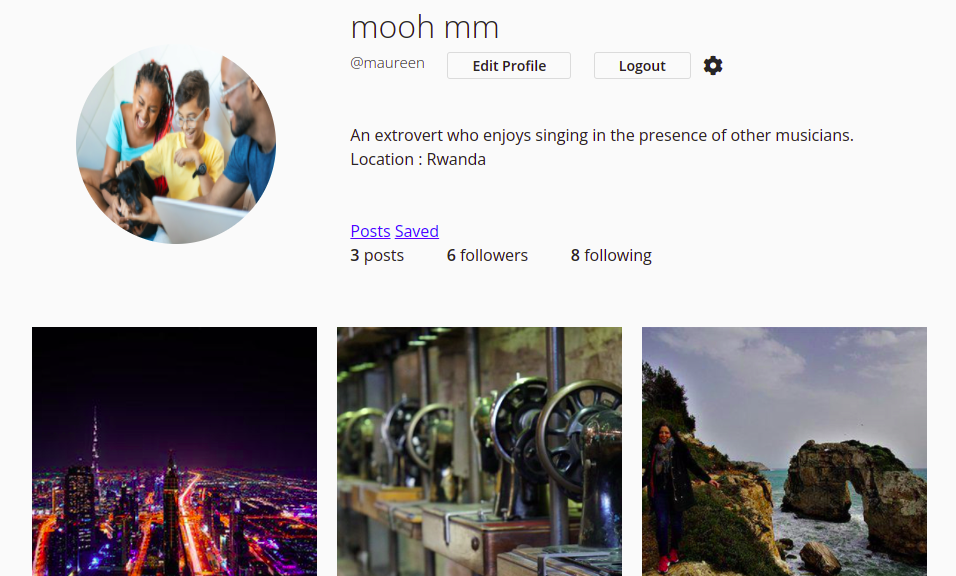 mooh mm
@maureen Edit Profile Logout
An extrovert who enjoys singing in the presence of other musicians.
Location : Rwanda
Posts Saved
3 posts 6 followers 8 following